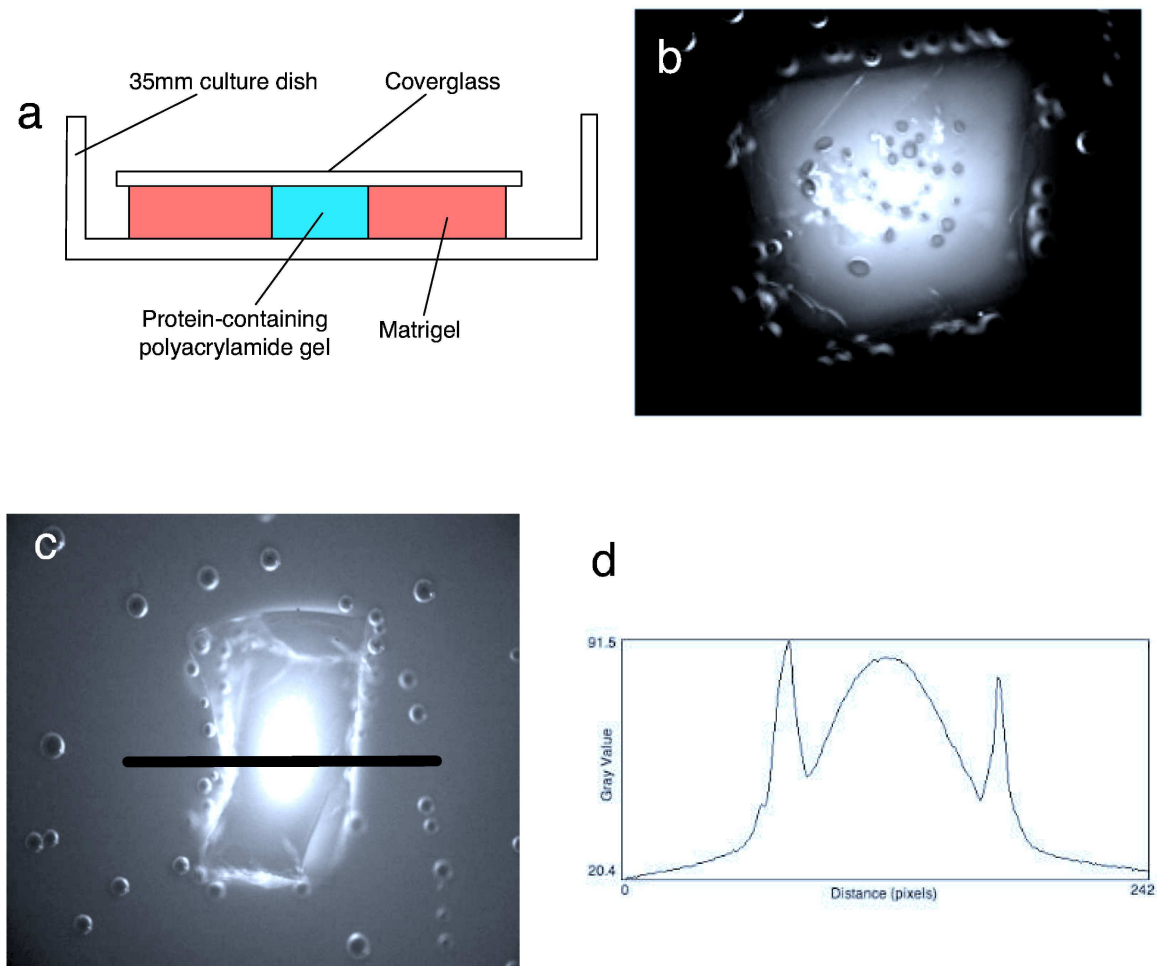 a
35mm culture dish
Coverglass
Protein-containing
polyacrylamide gel
Matrigel
b
c
d
91.5
Gray Value
20.4
0
Distance (pixels)
242